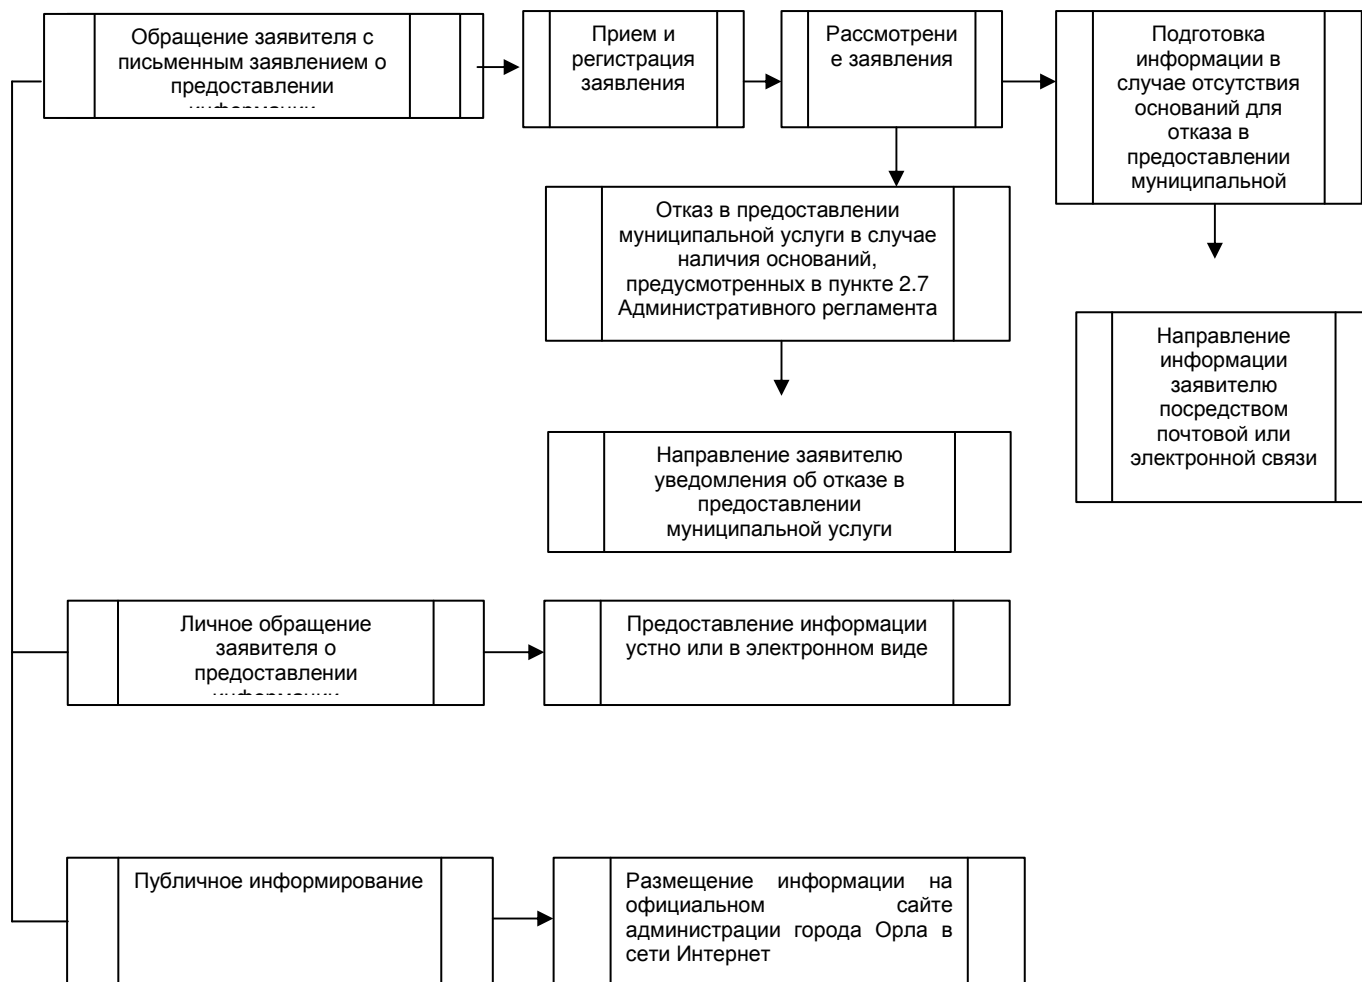 Обращение заявителя с
письменным заявлением о
предоставлении
Прием и
регистрация
заявления
Рассмотрени
е заявления
Подготовка
информации в
случае отсутствия
оснований для
отказа в
предоставлении
муниципальной
Отказ в предоставлении
муниципальной услуги в случае
наличия оснований,
предусмотренных в пункте 2.7
Административного регламента
Направление
информации
заявителю
посредством
почтовой или
электронной связи
Направление заявителю
уведомления об отказе в
предоставлении
муниципальной услуги
Личное обращение
заявителя о
предоставлении
Предоставление информации
устно или в электронном виде
Публичное информирование
Размещение информации на
официальном сайте
администрации города Орла в
сети Интернет